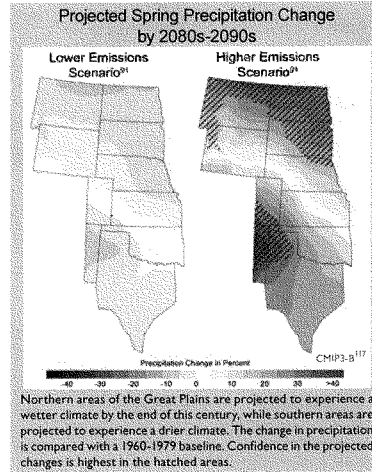 Projected Spring Precipitation Change
by 2080s-2090s
Lower Emissions
Scenario91
Higher Emissions
Scenario91
CMIP3-B117
Precipitation Change in Percent
-40 -30 -20 -10 0 10 20 30 >40
Northern areas of the Great Plains are projected to experience a
wetter climate by the end of this century, while southern areas are
projected to experience a drier climate. The change in precipitation
is compared with a 1960-1979 baseline. Confidence in the projected
changes is highest in the hatched areas.